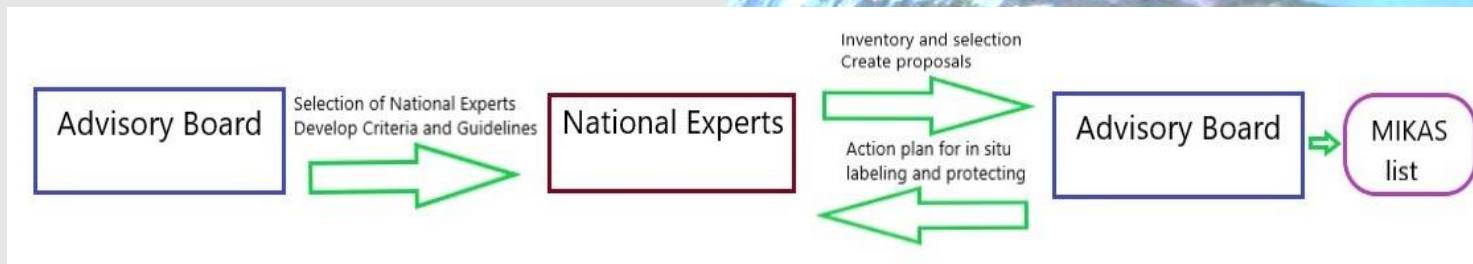 Advisory Board
Selection of National Experts
Develop Criteria and Guidelines
National Experts
Inventory and selection
Create proposals
Action plan for in situ
labeling and protecting
Advisory Board
MIKAS
list